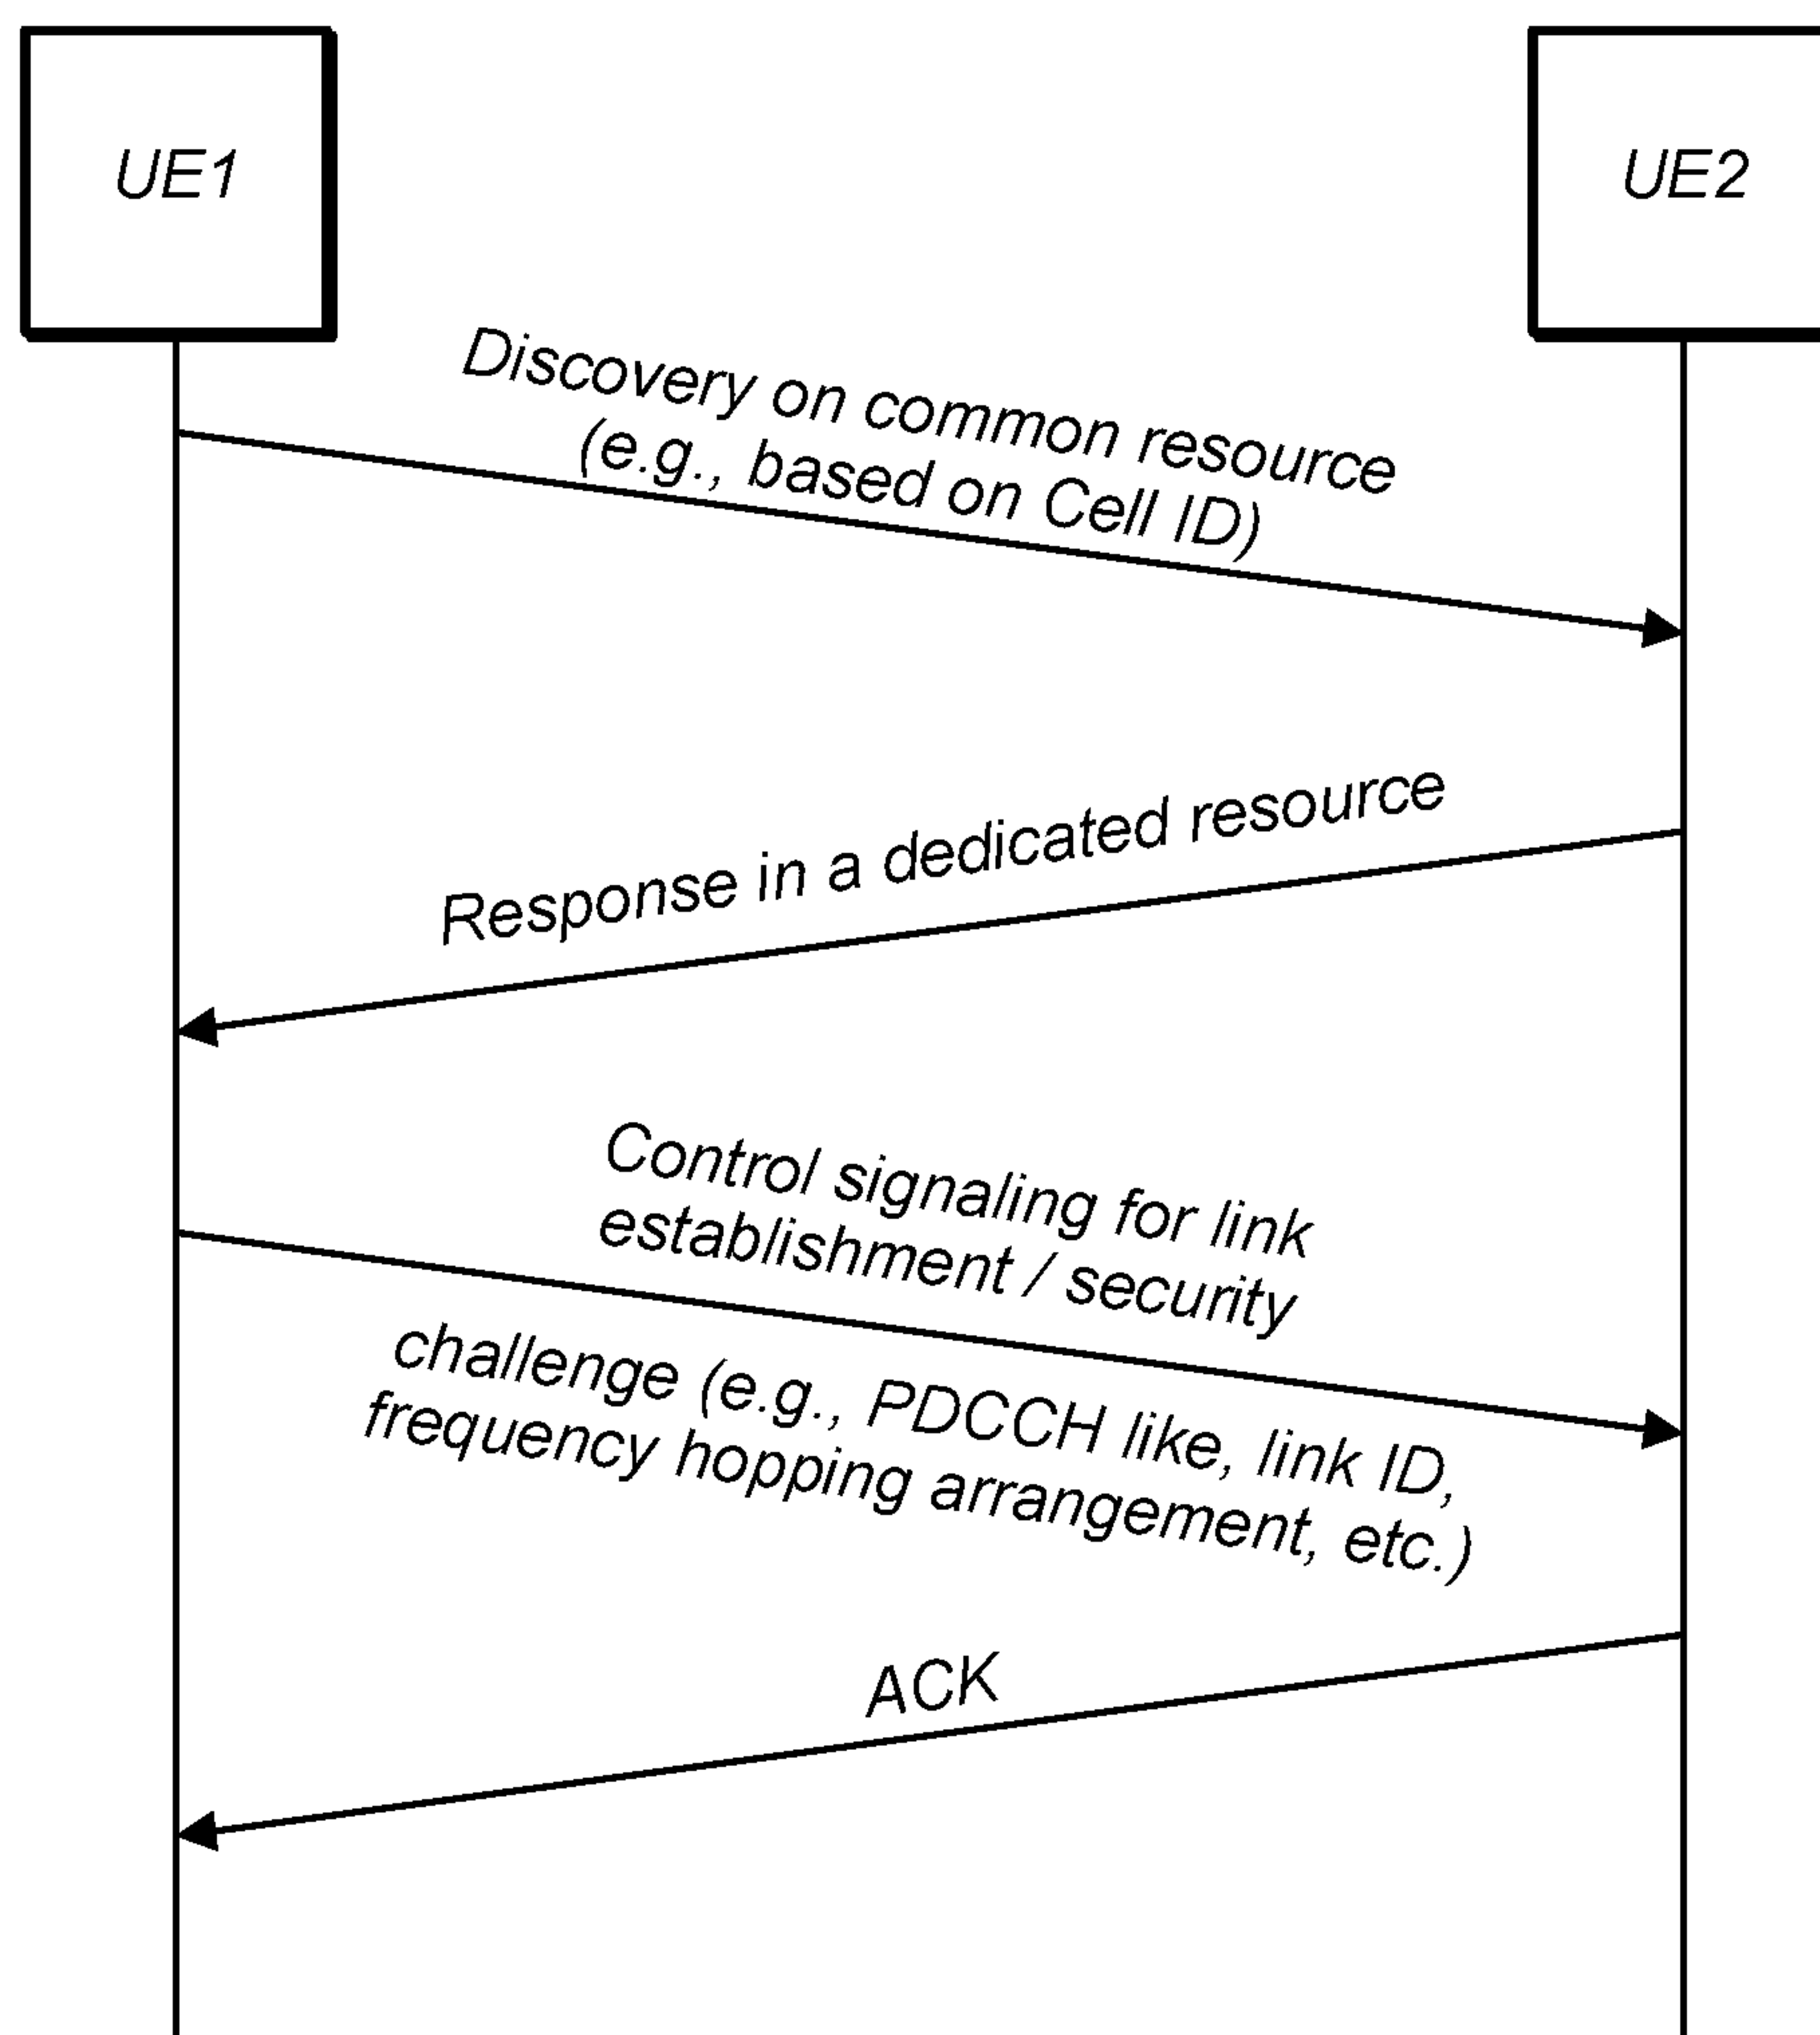 UE1
UE2
Discovery on common resource
(e.g., based on Cell ID)
Response in a dedicated resource
Control signaling for link
establishment / security
challenge (e.g., PDCCH like, link ID,
frequency hopping arrangement, etc.)
ACK